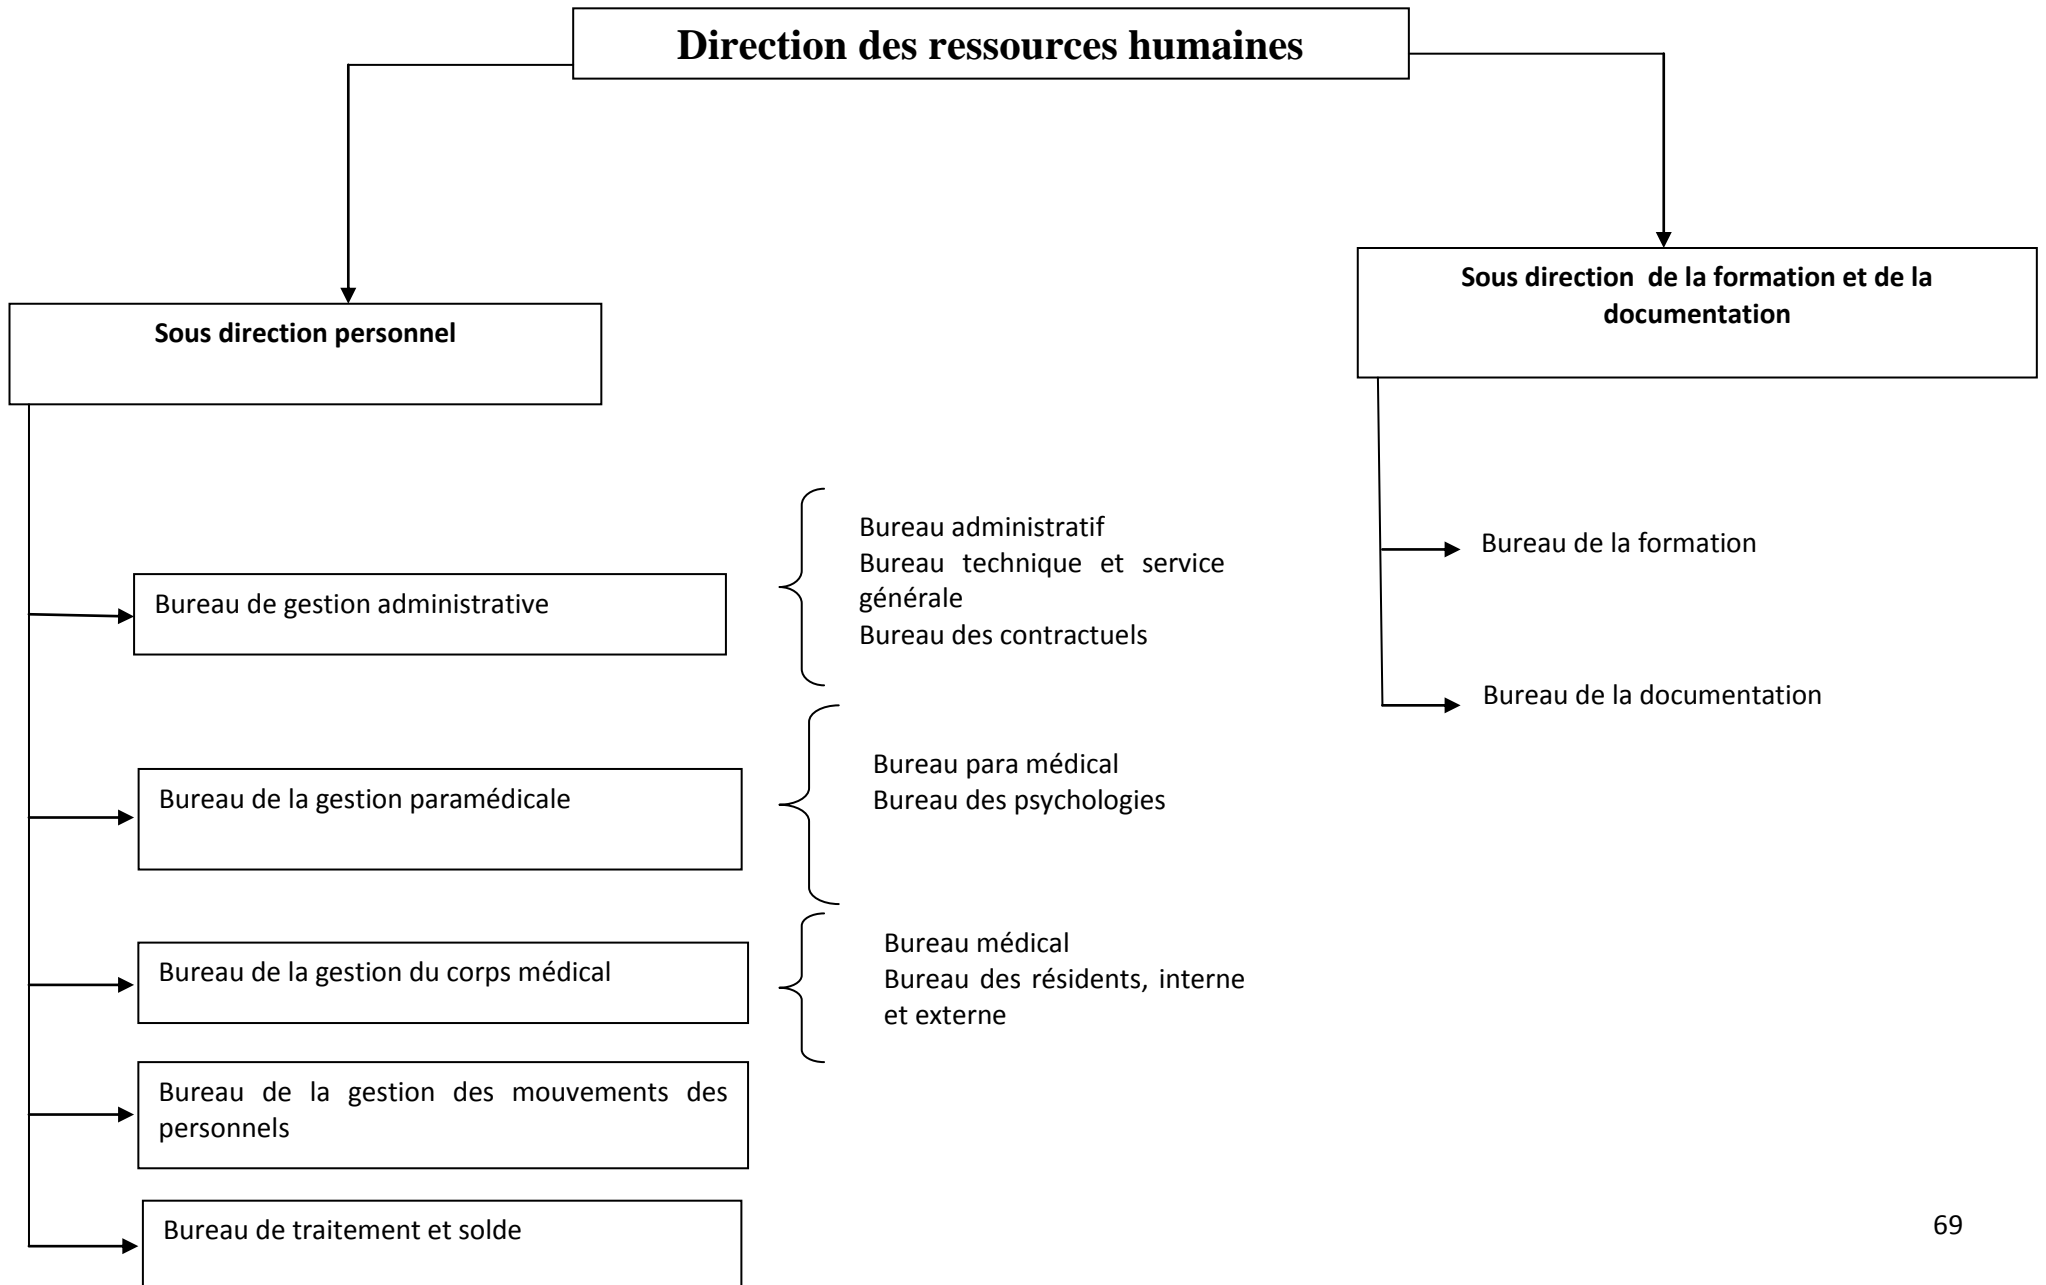 Direction des ressources humaines
Sous direction personnel
Sous direction de la formation et de la
documentation
Bureau de gestion administrative
Bureau administratif
Bureau technique et service
générale
Bureau des contractuels
Bureau de la formation
Bureau de la documentation
Bureau de la gestion paramédicale
Bureau para médical
Bureau des psychologies
Bureau de la gestion du corps médical
Bureau médical
Bureau des résidents, interne
et externe
Bureau de la gestion des mouvements des
personnels
Bureau de traitement et solde
69